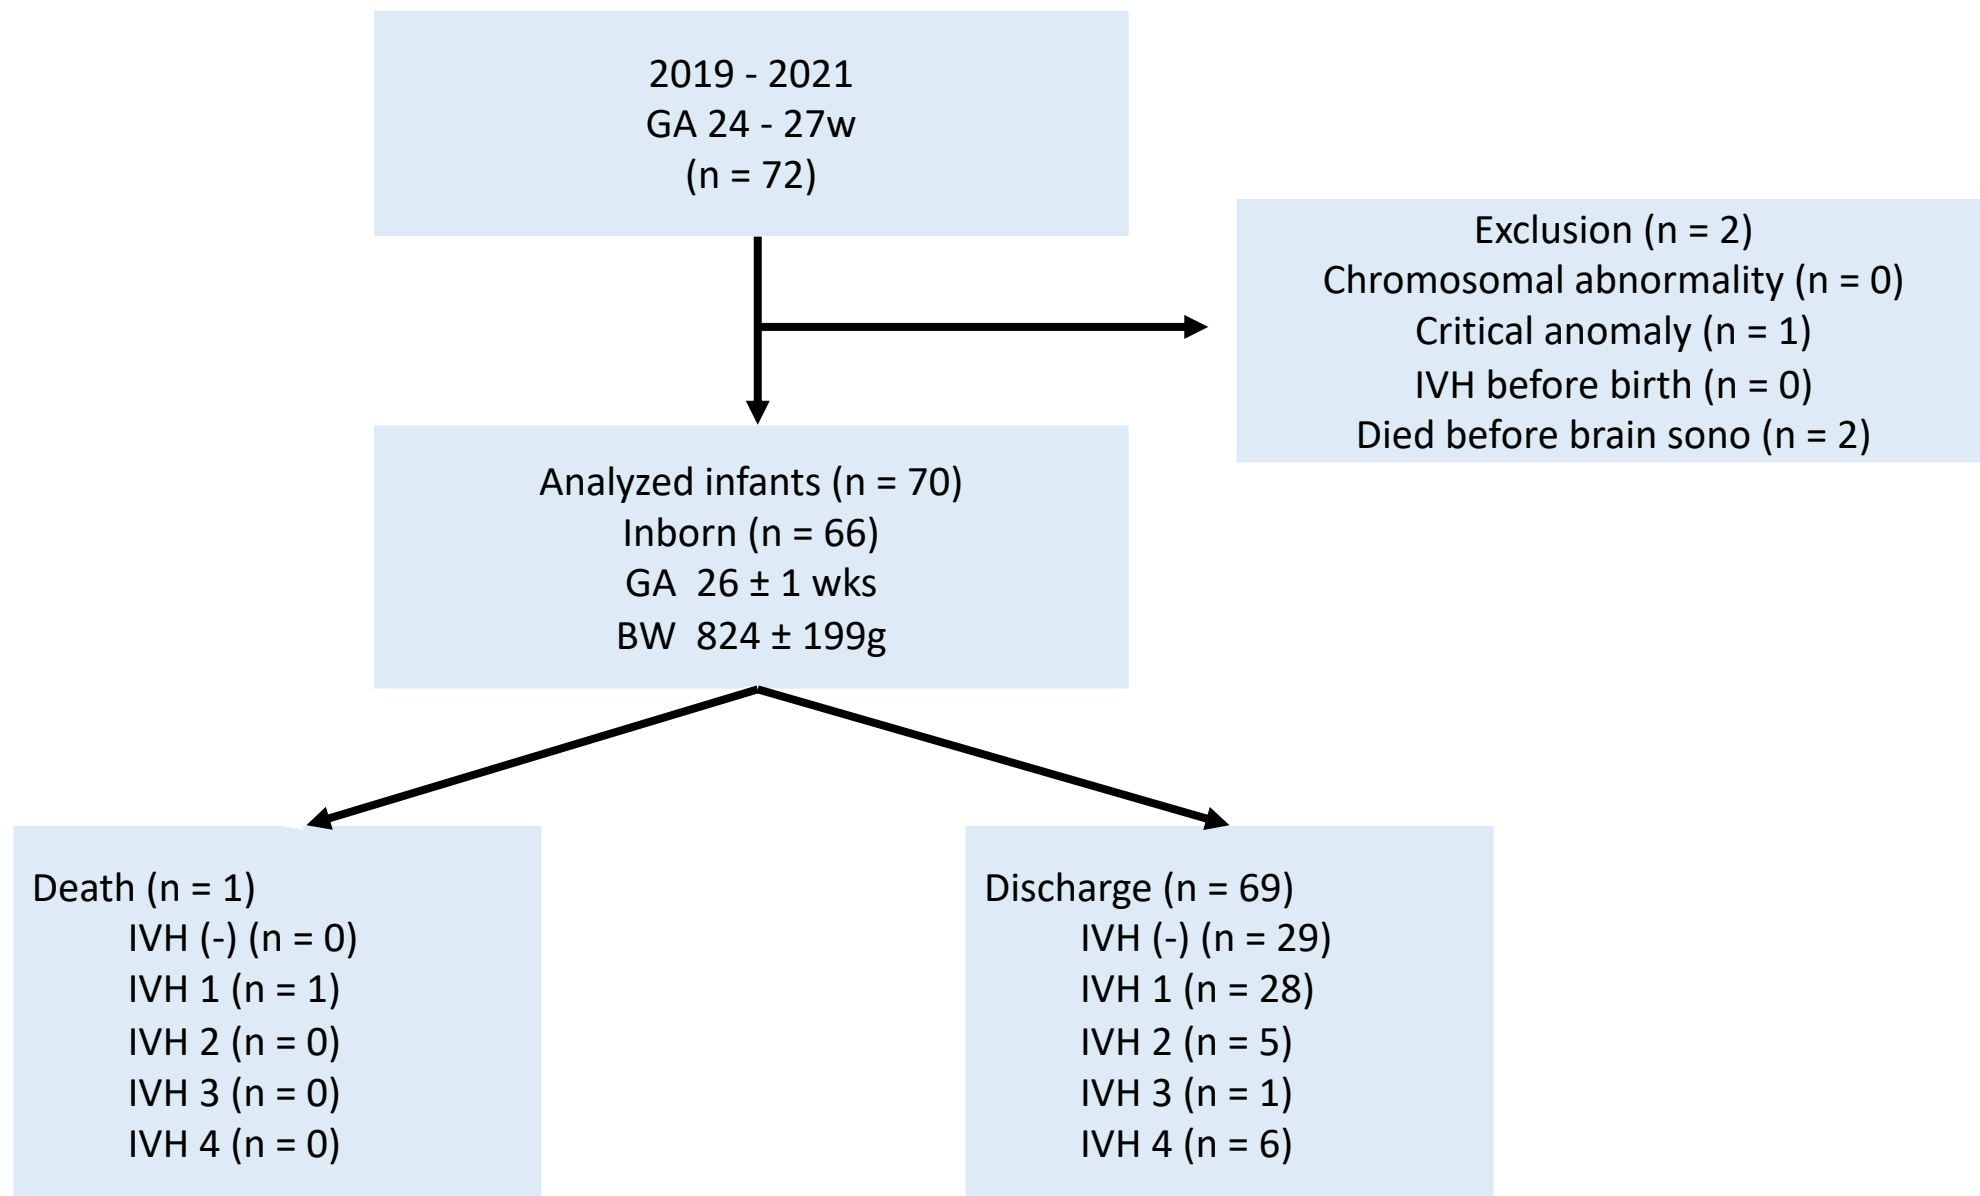 2019 - 2021
GA 24 - 27w
(n = 72)
Exclusion (n = 2)
Chromosomal abnormality (n = 0)
Critical anomaly (n = 1)
IVH before birth (n = 0)
Died before brain sono (n = 2)
Analyzed infants (n = 70)
Inborn (n = 66)
GA  26 ± 1 wks
BW  824 ± 199g
Death (n = 1)
IVH (-) (n = 0)
IVH 1 (n = 1)
IVH 2 (n = 0)
IVH 3 (n = 0)
IVH 4 (n = 0)
Discharge (n = 69)
IVH (-) (n = 29)
IVH 1 (n = 28)
IVH 2 (n = 5)
IVH 3 (n = 1)
IVH 4 (n = 6)